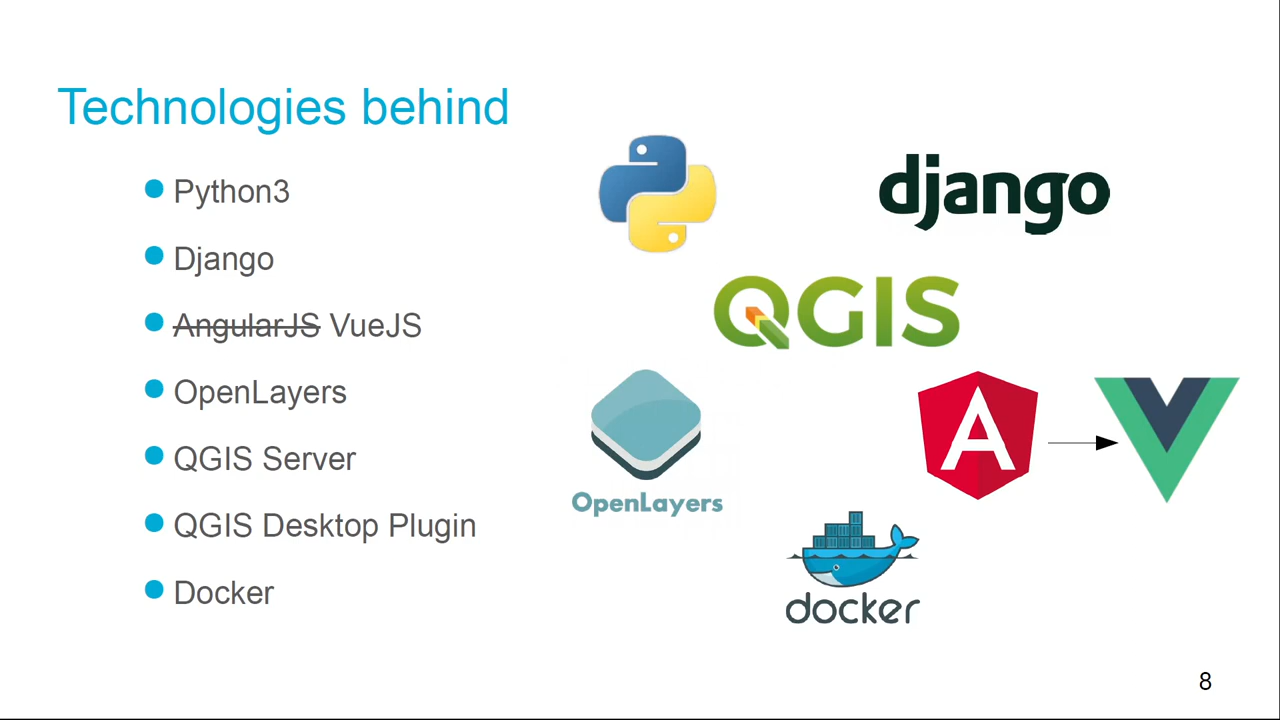 Technologies behind
Python3
Django
AngularJS VueJS
OpenLayers
QGIS Server
QGIS Desktop Plugin
Docker
django
QGIS
A
OpenLayers
docker
8